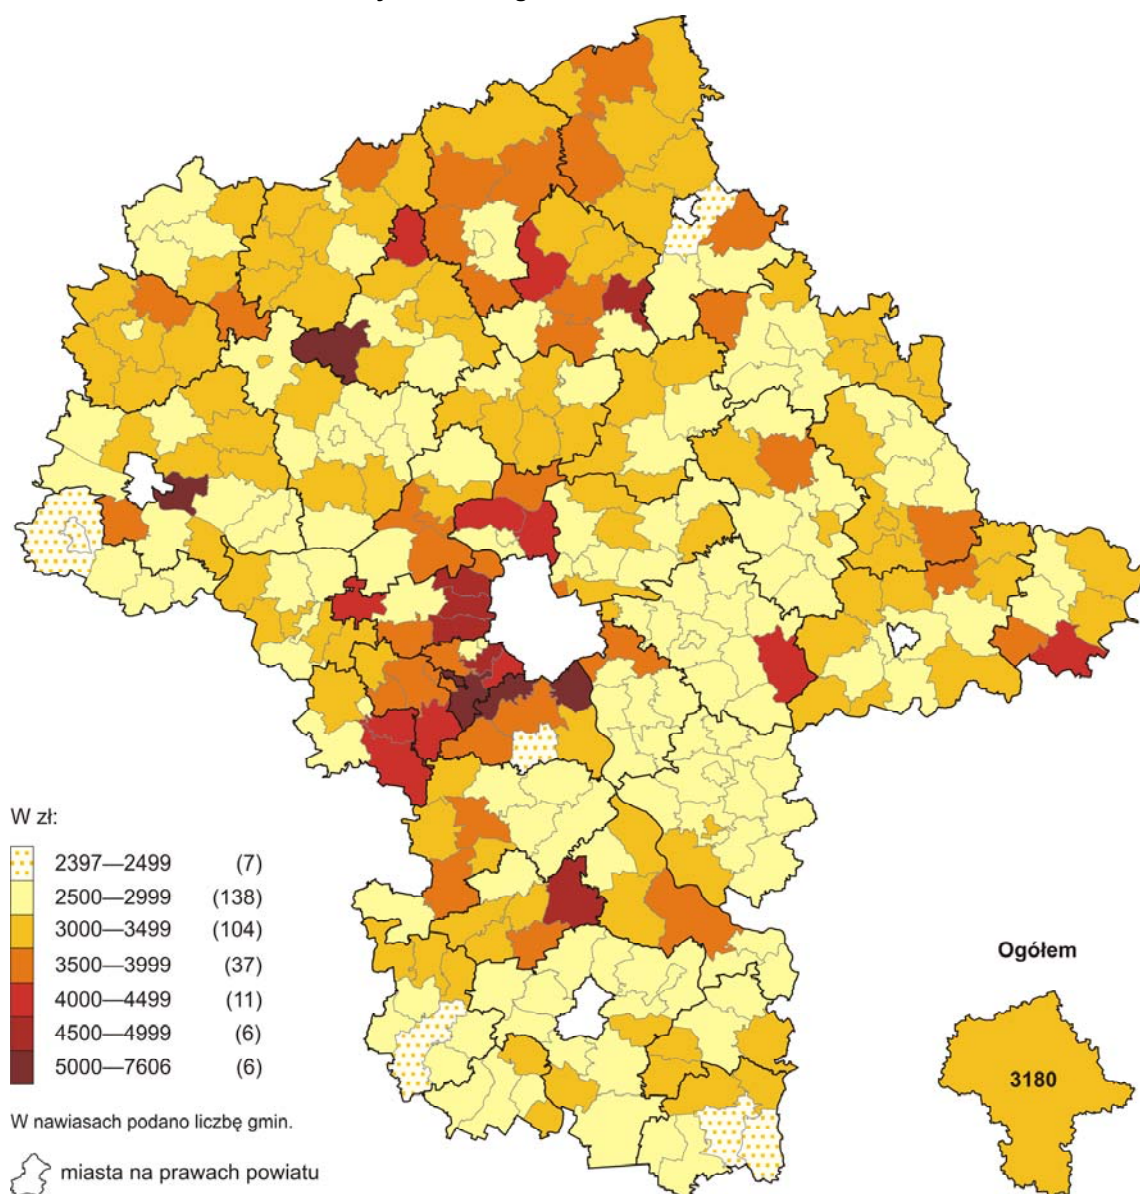 W zł:
2397—2499 (7)
2500—2999 (138)
3000—3499 (104)
3500—3999 (37)
4000—4499 (11)
4500—4999 (6)
5000—7606 (6)
W nawiasach podano liczbę gmin.
miasta na prawach powiatu
Ogółem
3180